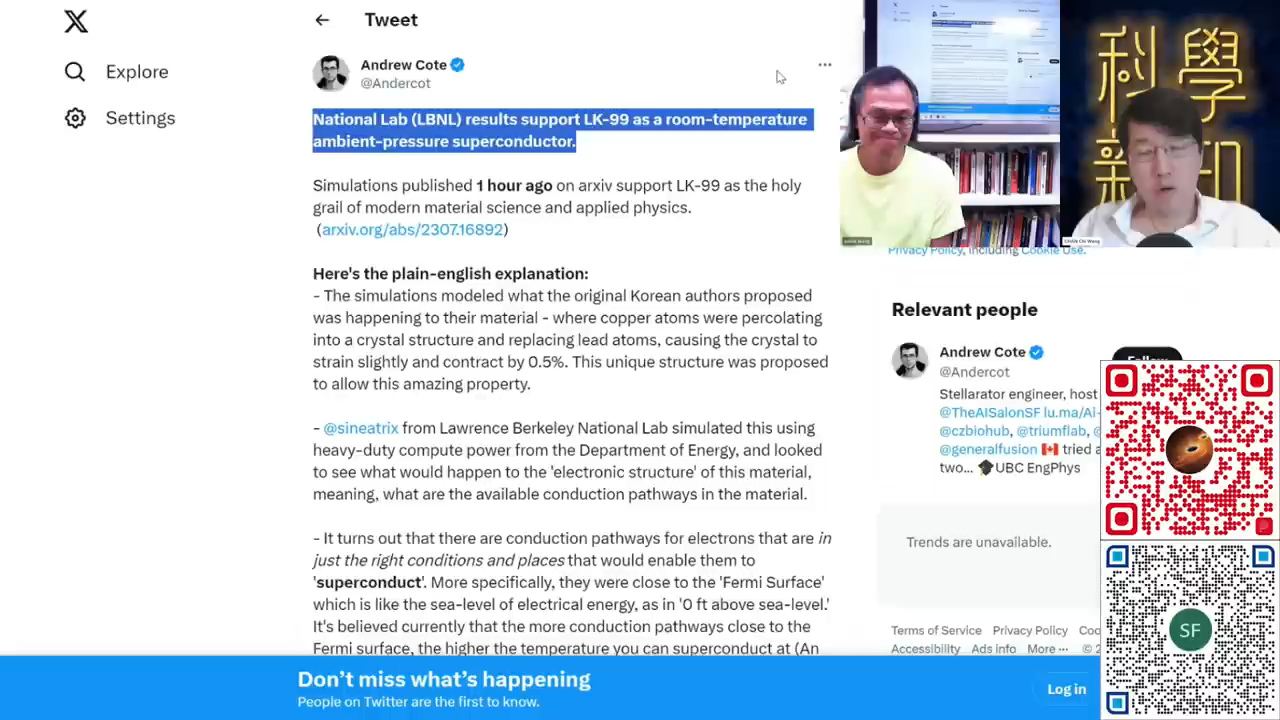 Tweet
Explore
Settings
Andrew Cote
@Andercot
National Lab (LBNL) results support LK-99 as a room-temperature
ambient-pressure superconductor.
Simulations published 1 hour ago on arxiv support LK-99 as the holy
grail of modern material science and applied physics.
(arxiv.org/abs/2307.16892)
Here's the plain-english explanation:
- The simulations modeled what the original Korean authors proposed
was happening to their material - where copper atoms were percolating
into a crystal structure and replacing lead atoms, causing the crystal to
strain slightly and contract by 0.5%. This unique structure was proposed
to allow this amazing property.
- @sineatrix from Lawrence Berkeley National Lab simulated this using
heavy-duty compute power from the Department of Energy, and looked
to see what would happen to the 'electronic structure' of this material,
meaning, what are the available conduction pathways in the material.
- It turns out that there are conduction pathways for electrons that are in
just the right conditions and places that would enable them to
'superconduct'. More specifically, they were close to the 'Fermi Surface'
which is like the sea-level of electrical energy, as in '0 ft above sea-level.'
It's believed currently that the more conduction pathways close to the
Fermi surface, the higher the temperature you can superconduct at (An
科學
新知
Privacy Policy, including Cookie Use.
Relevant people
Andrew Cote
@Andercot
Follow
Stellarator engineer, host
@TheAISalonSF lu.ma/AI-
@czbiohub, @triumflab, @
@generalfusion tried a
two... UBC EngPhys
Trends are unavailable.
Terms of Service Privacy Policy Coo
Accessibility Ads info More ··· © 2
SF
Don't miss what's happening
People on Twitter are the first to know.
Log in